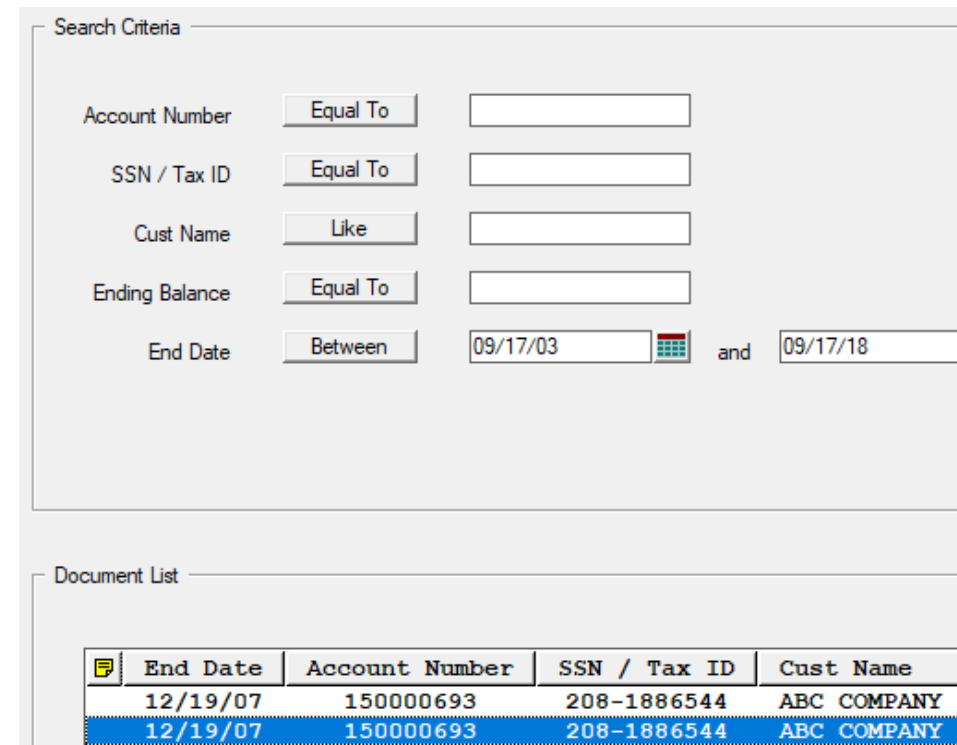 Search Criteria
Account Number Equal To
SSN / Tax ID Equal To
Cust Name Like
Ending Balance Equal To
End Date Between 09/17/03 and 09/17/18
Document List
End Date Account Number SSN / Tax ID Cust Name
12/19/07 150000693 208-1886544 ABC COMPANY
12/19/07 150000693 208-1886544 ABC COMPANY